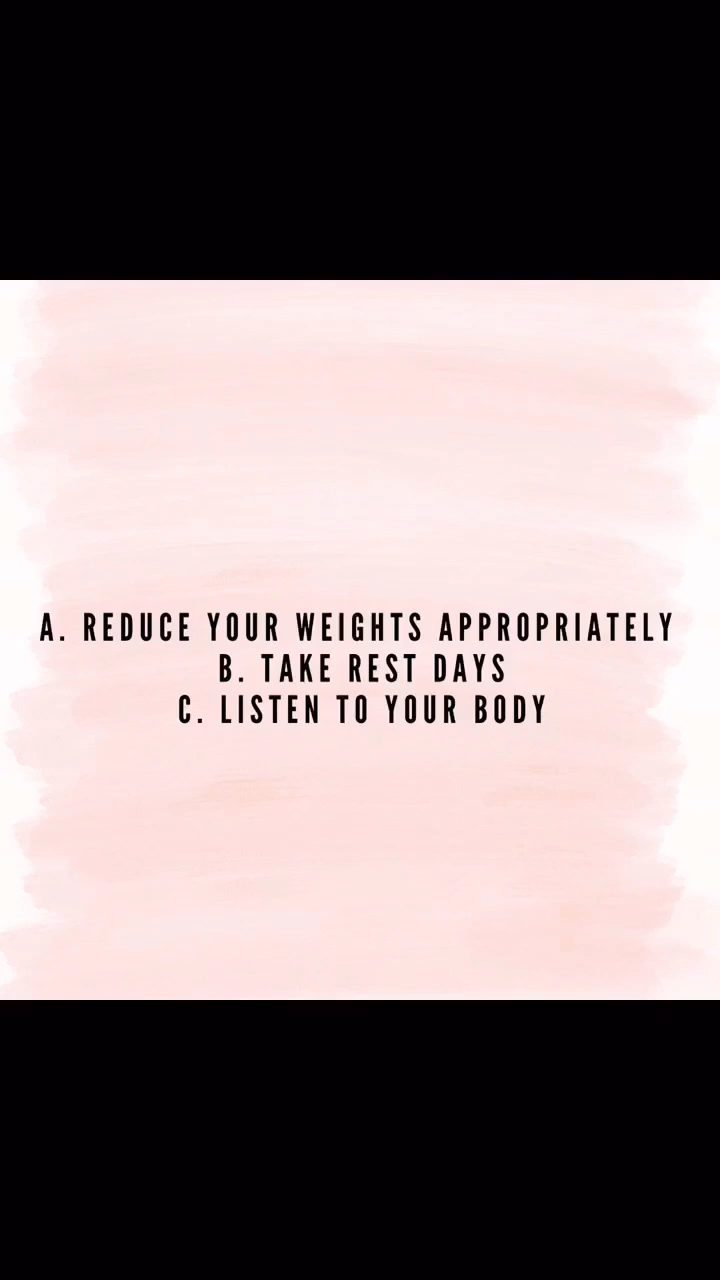 A. REDUCE YOUR WEIGHTS APPROPRIATELY
B. TAKE REST DAYS
C. LISTEN TO YOUR BODY